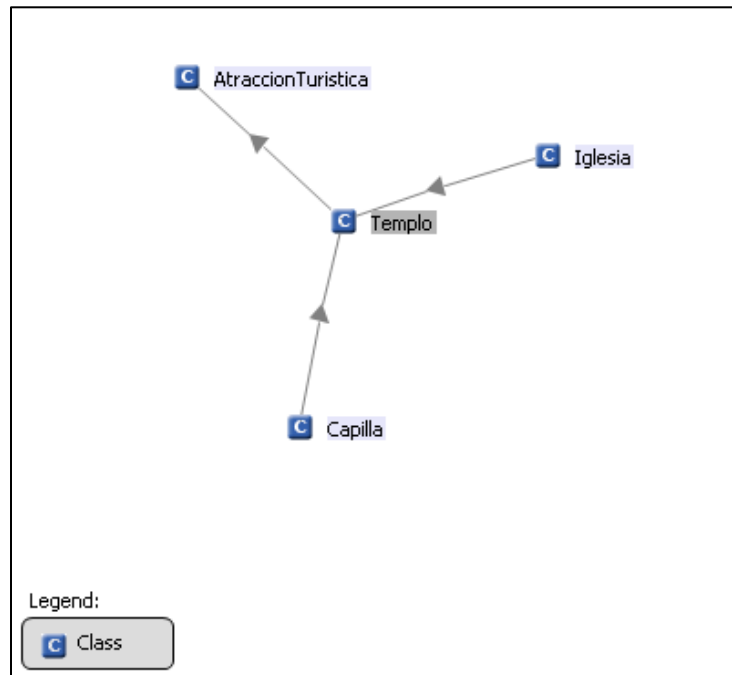 C AtraccionTuristica
C Iglesia
C Templo
C Capilla
Legend:
C Class